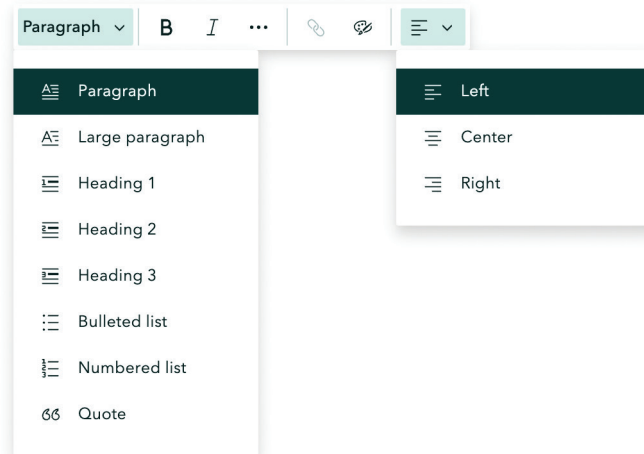 Paragraph B I ...
Paragraph
Large paragraph
Heading 1
Heading 2
Heading 3
Bulleted list
Numbered list
Quote
Left
Center
Right